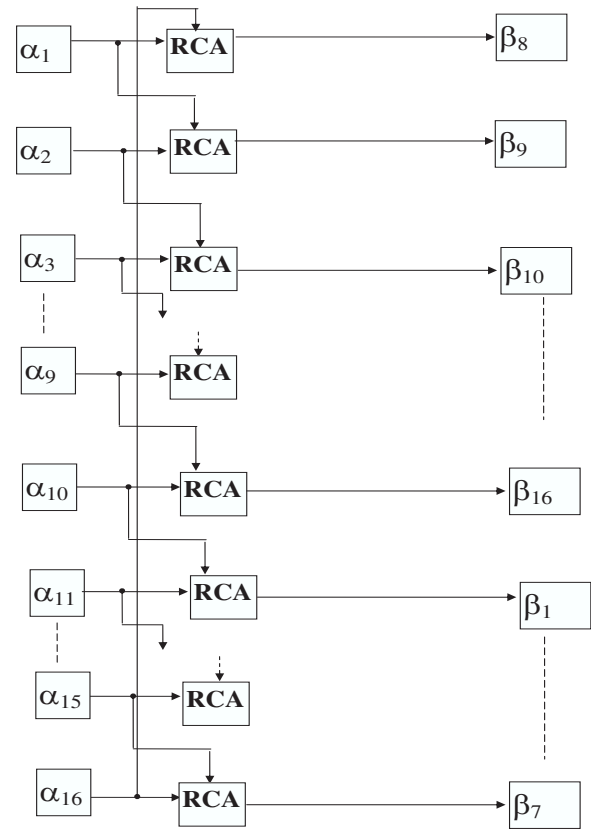 α1 RCA β8
α2 RCA β9
α3 RCA β10
α9 RCA
α10 RCA β16
α11 RCA β1
α15 RCA
α16 RCA β7